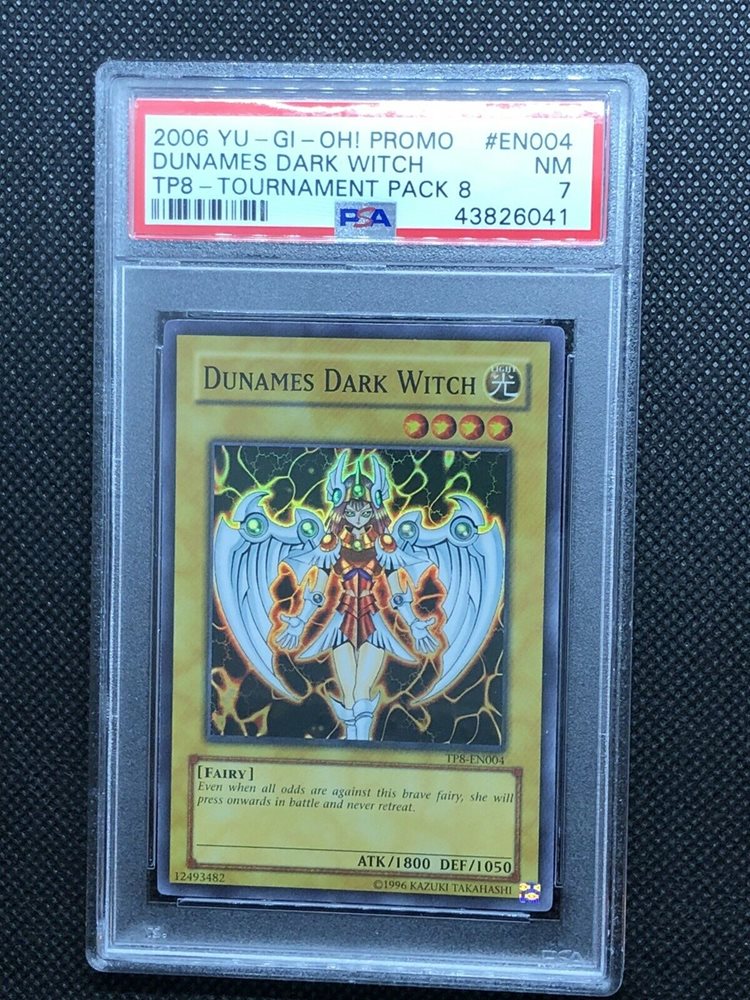 2006 YU-GI-OH! PROMO #EN004
DUNAMES DARK WITCH NM
TP8-TOURNAMENT PACK 8 7
PSA 43826041
DUNAMES DARK WITCH
LIGHT
光
TP8-EN004
[FAIRY]
Even when all odds are against this brave fairy, she will
press onwards in battle and never retreat.
ATK/1800 DEF/1050
12493482 ©1996 KAZUKI TAKAHASHI
PSA